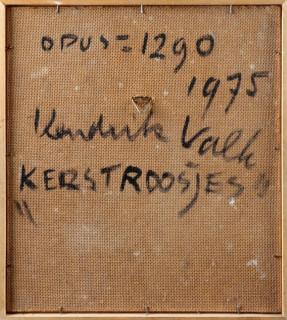 OPUS = 1290
1975
Hendrik Valk
"KERSTROOSJES"